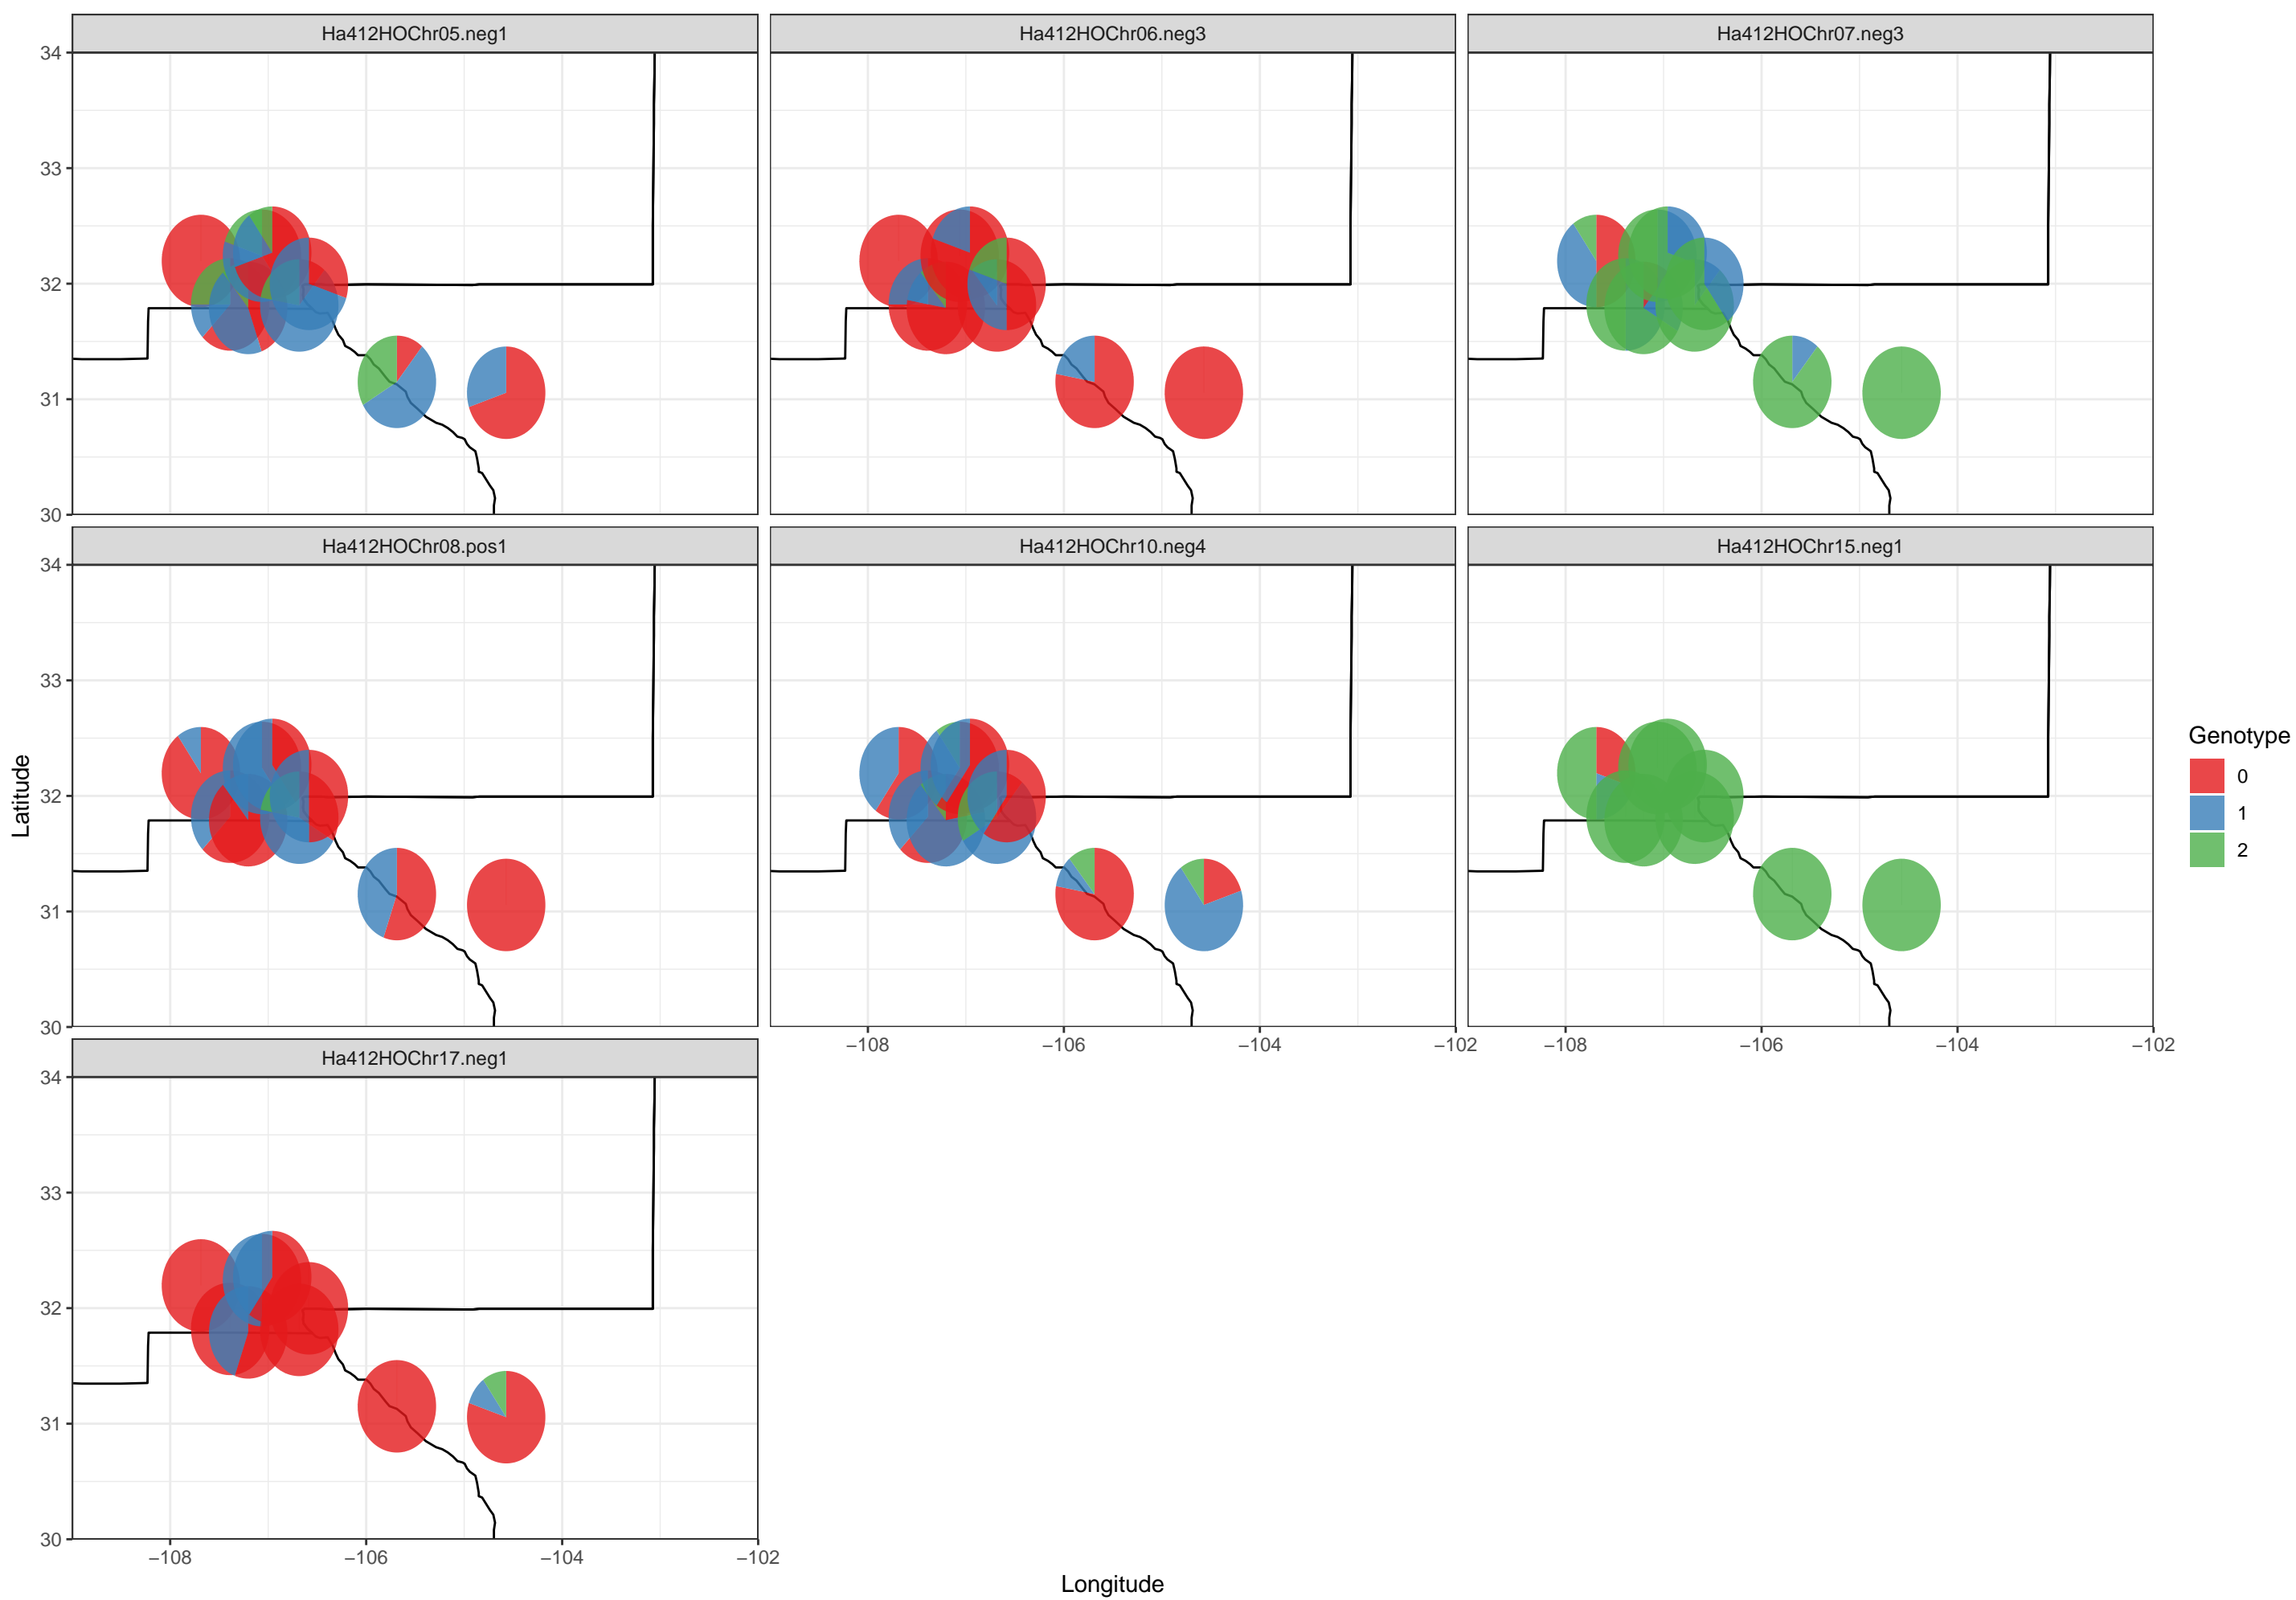 Ha412HOChr05.neg1 Ha412HOChr06.neg3 Ha412HOChr07.neg3
34
33
32
31
30
Ha412HOChr08.pos1 Ha412HOChr10.neg4 Ha412HOChr15.neg1
34
33
32
31
30
−108 −106 −104 −102 −108 −106 −104 −102
Ha412HOChr17.neg1
34
33
32
31
30
−108 −106 −104 −102
Longitude
Latitude
Genotype
0
1
2